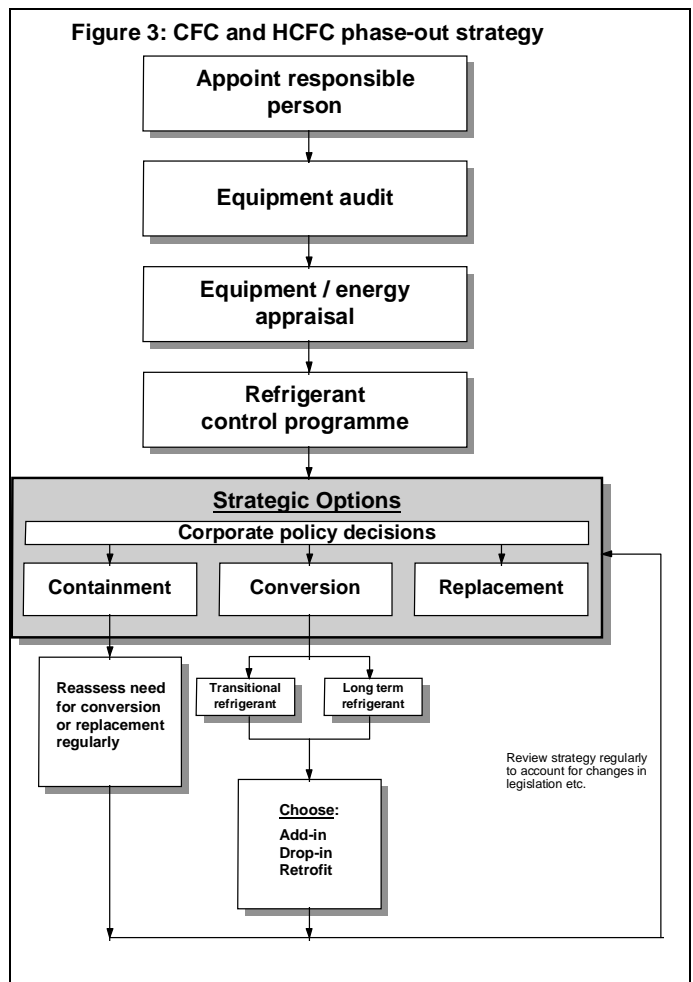 Figure 3: CFC and HCFC phase-out strategy
Appoint responsible
person
Equipment audit
Equipment / energy
appraisal
Refrigerant
control programme
Strategic Options
Corporate policy decisions
Containment
Conversion
Replacement
Reassess need
for conversion
or replacement
regularly
Transitional
refrigerant
Long term
refrigerant
Review strategy regularly
to account for changes in
legislation etc.
Choose:
Add-in
Drop-in
Retrofit